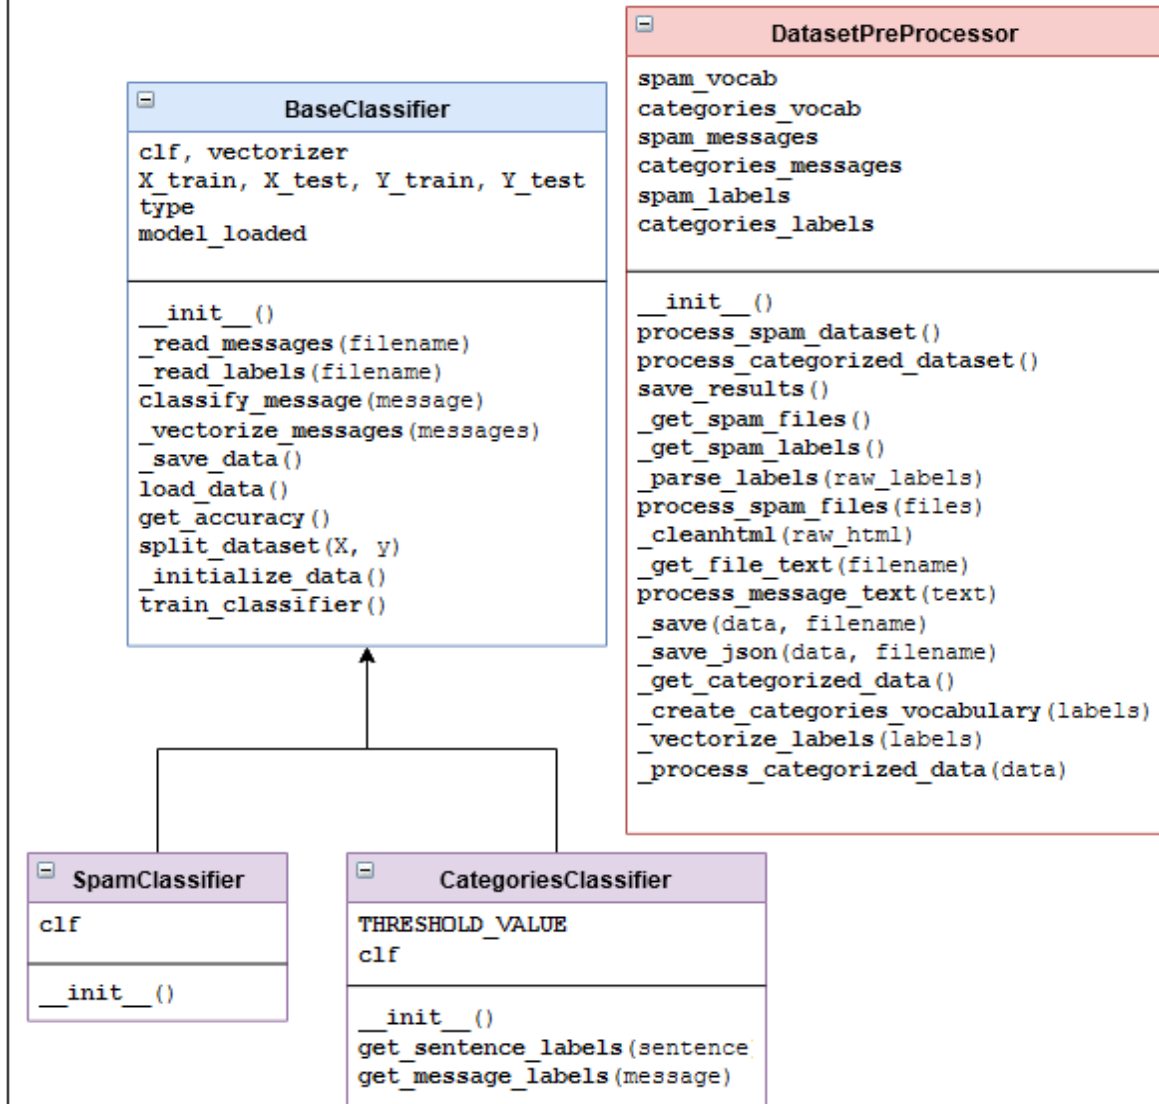 BaseClassifier
clf, vectorizer
X_train, X_test, Y_train, Y_test
type
model_loaded
__init__()
_read_messages(filename)
_read_labels(filename)
classify_message(message)
_vectorize_messages(messages)
_save_data()
load_data()
get_accuracy()
split_dataset(X, y)
_initialize_data()
train_classifier()
DatasetPreProcessor
spam_vocab
categories_vocab
spam_messages
categories_messages
spam_labels
categories_labels
__init__()
process_spam_dataset()
process_categorized_dataset()
save_results()
_get_spam_files()
_get_spam_labels()
_parse_labels(raw_labels)
process_spam_files(files)
_cleanhtml(raw_html)
_get_file_text(filename)
process_message_text(text)
_save(data, filename)
_save_json(data, filename)
_get_categorized_data()
_create_categories_vocabulary(labels)
_vectorize_labels(labels)
_process_categorized_data(data)
SpamClassifier
clf
__init__()
CategoriesClassifier
THRESHOLD_VALUE
clf
__init__()
get_sentence_labels(sentence
get_message_labels(message)